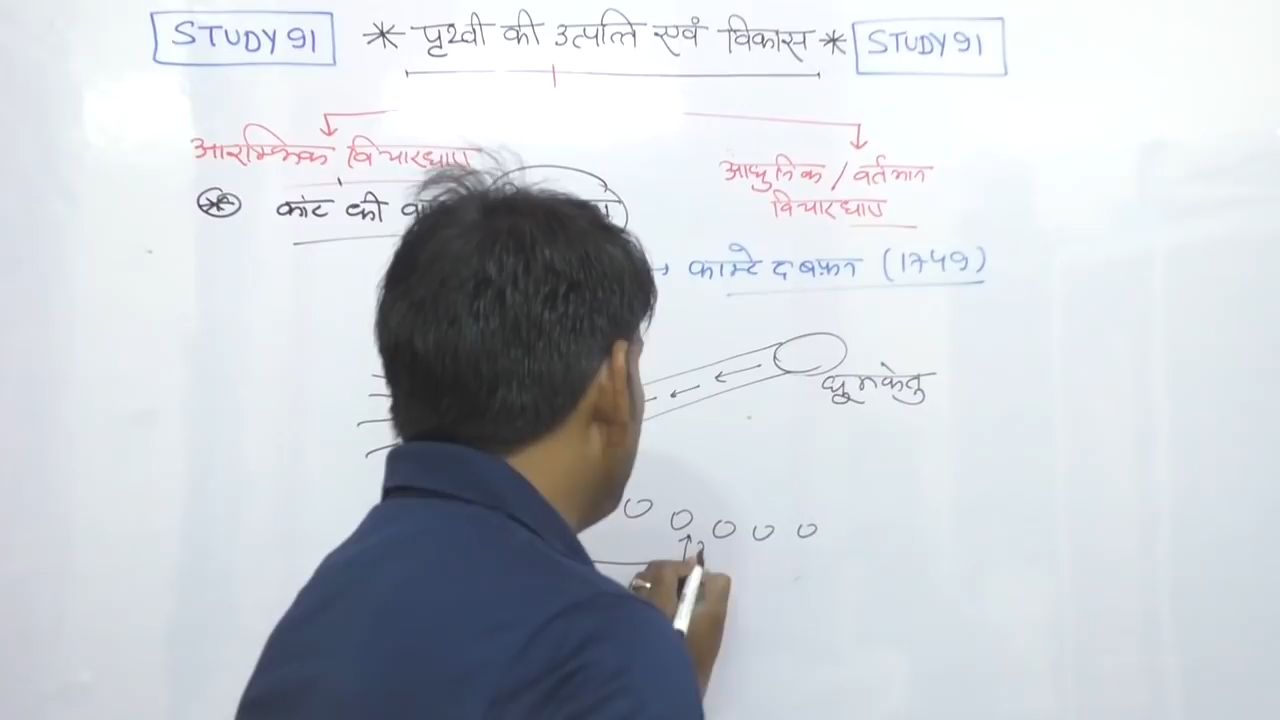 STUDY 91 * पृथ्वी की उत्पत्ति एवं विकास * STUDY 91
आरम्भिक विचारधारा
आधुनिक / वर्तमान
विचारधारा
कांट की
काम्टे द बफन (1749)
धूमकेतु